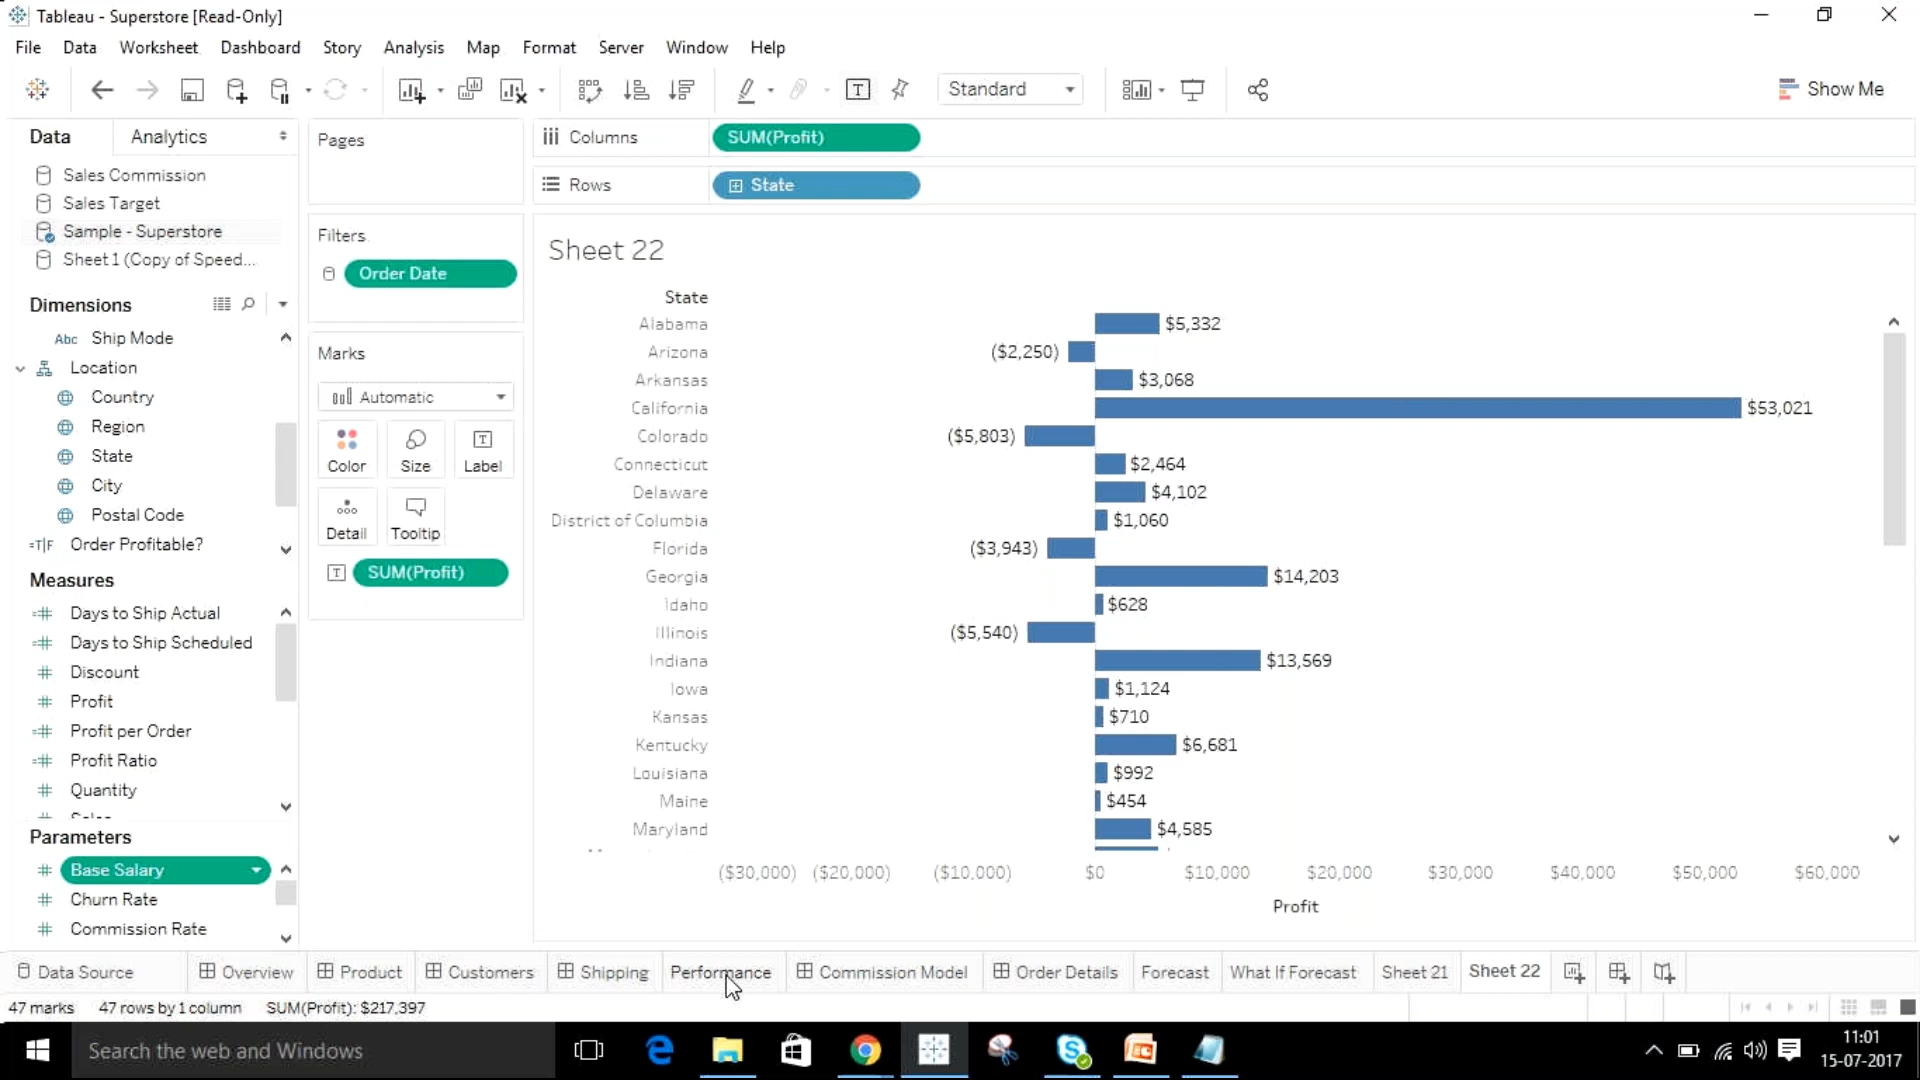 Tableau - Superstore [Read-Only]
File Data Worksheet Dashboard Story Analysis Map Format Server Window Help
Standard
Show Me
Data Analytics
Sales Commission
Sales Target
Sample - Superstore
Sheet1 (Copy of Speed...
Dimensions
Abc Ship Mode
Location
Country
Region
State
City
Postal Code
=T|F Order Profitable?
Measures
Days to Ship Actual
Days to Ship Scheduled
Discount
Profit
Profit per Order
Profit Ratio
Quantity
Parameters
Base Salary
Churn Rate
Commission Rate
Pages
Filters
Order Date
Marks
Automatic
Color Size Label
Detail Tooltip
SUM(Profit)
Columns SUM(Profit)
Rows State
Sheet 22
State
Alabama $5,332
Arizona ($2,250)
Arkansas $3,068
California $53,021
Colorado ($5,803)
Connecticut $2,464
Delaware $4,102
District of Columbia $1,060
Florida ($3,943)
Georgia $14,203
Idaho $628
Illinois ($5,540)
Indiana $13,569
Iowa $1,124
Kansas $710
Kentucky $6,681
Louisiana $992
Maine $454
Maryland $4,585
($30,000) ($20,000) ($10,000) $0 $10,000 $20,000 $30,000 $40,000 $50,000 $60,000
Profit
Data Source Overview Product Customers Shipping Performance Commission Model Order Details Forecast What If Forecast Sheet 21 Sheet 22
47 marks 47 rows by 1 column SUM(Profit): $217,397
Search the web and Windows
11:01
15-07-2017